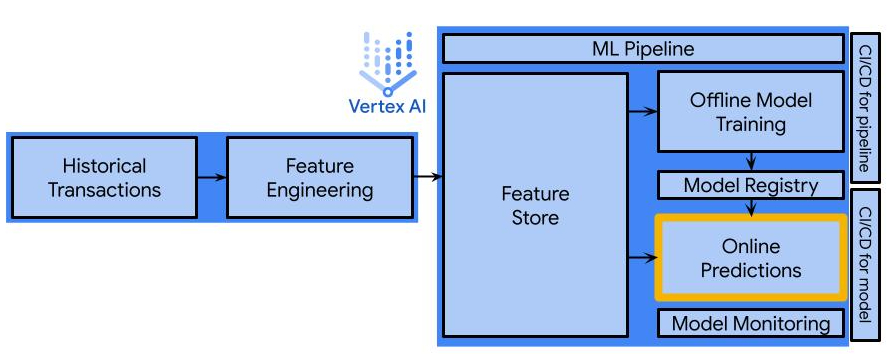 ML Pipeline
CI/CD for pipeline
Vertex AI
Offline Model
Training
Historical
Transactions
Feature
Engineering
Feature
Store
Model Registry
CI/CD for model
Online
Predictions
Model Monitoring